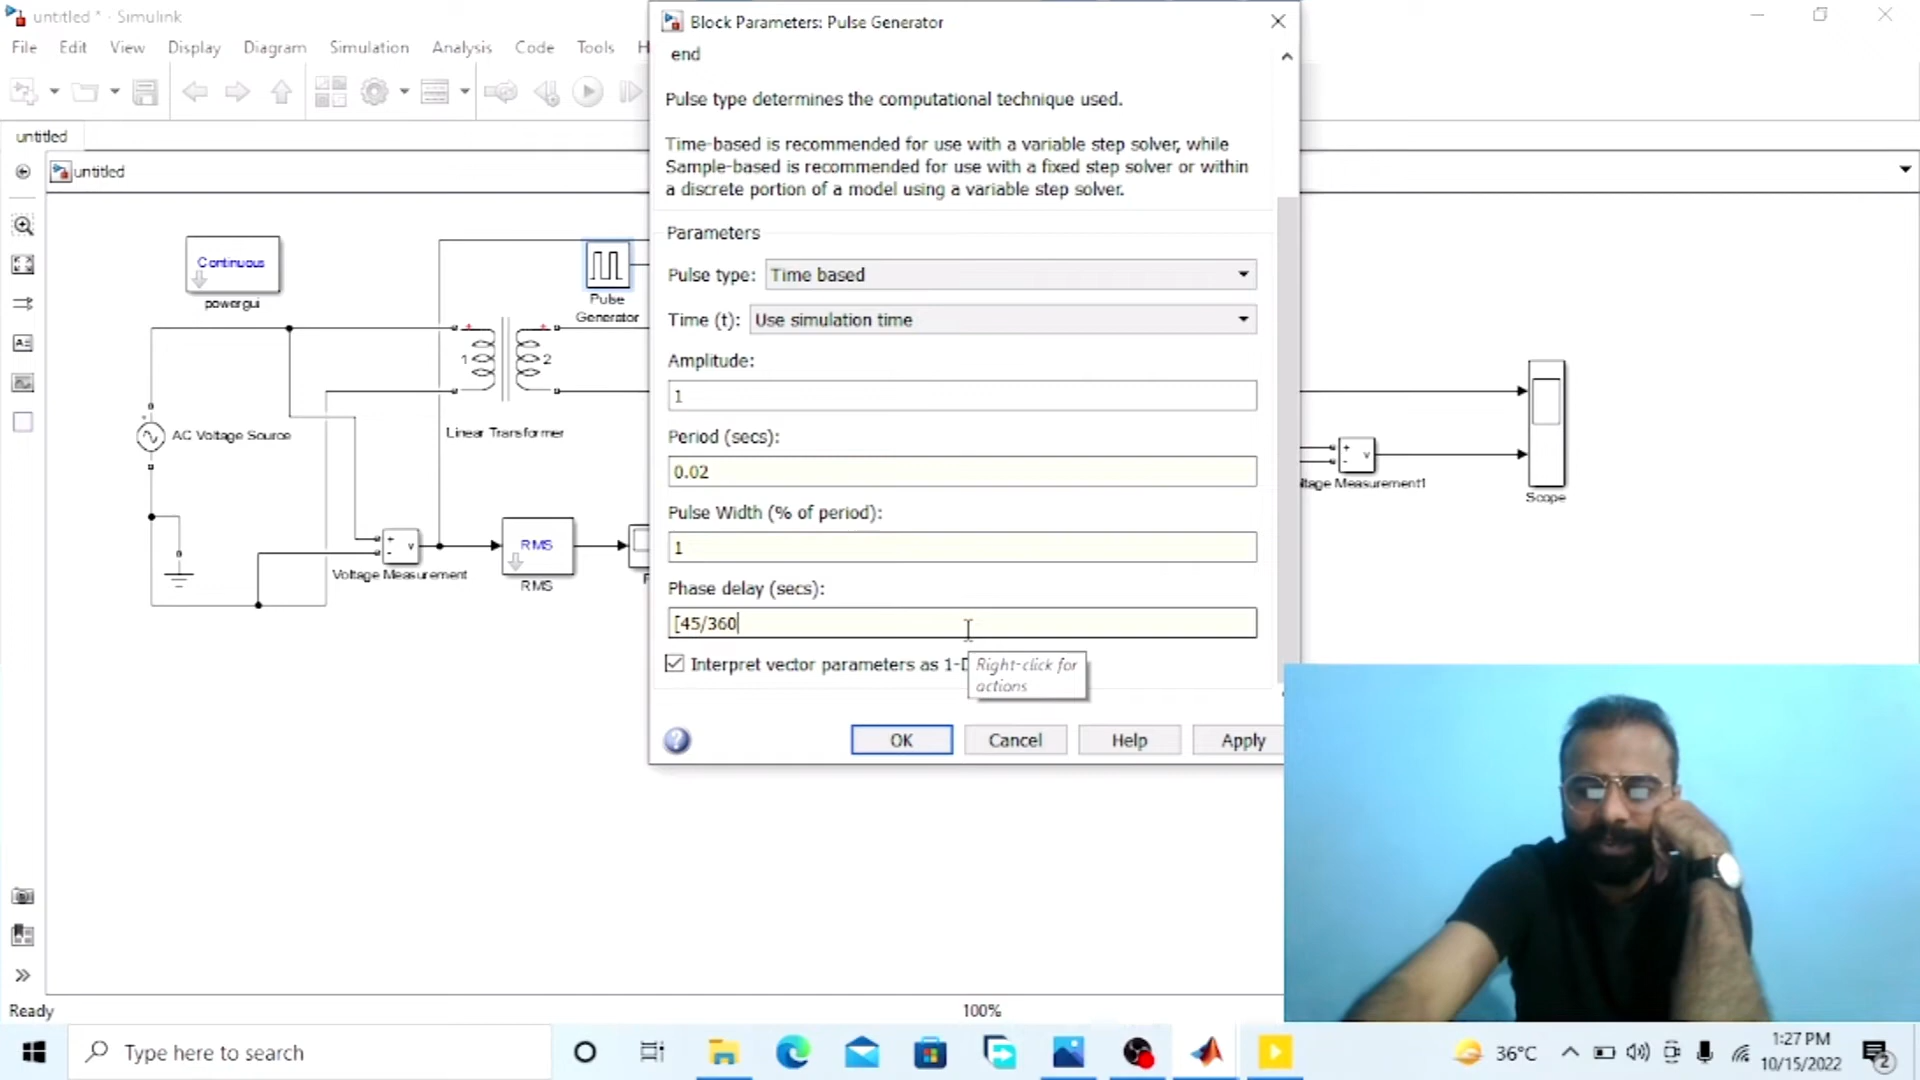 untitled * - Simulink
File Edit View Display Diagram Simulation Analysis Code Tools H
untitled
untitled
Block Parameters: Pulse Generator
end
Pulse type determines the computational technique used.
Time-based is recommended for use with a variable step solver, while
Sample-based is recommended for use with a fixed step solver or within
a discrete portion of a model using a variable step solver.
Parameters
Pulse type: Time based
Time (t): Use simulation time
Amplitude:
1
Period (secs):
0.02
Pulse Width (% of period):
1
Phase delay (secs):
[45/360
Interpret vector parameters as 1-D
Right-click for
actions
OK Cancel Help Apply
Continuous
powergui
Pulse
Generator
1 2
Linear Transformer
AC Voltage Source
+
- v
Voltage Measurement
RMS
RMS
+
- v
ltage Measurement1
Scope
Ready
100%
Type here to search
36°C
1:27 PM
10/15/2022
2